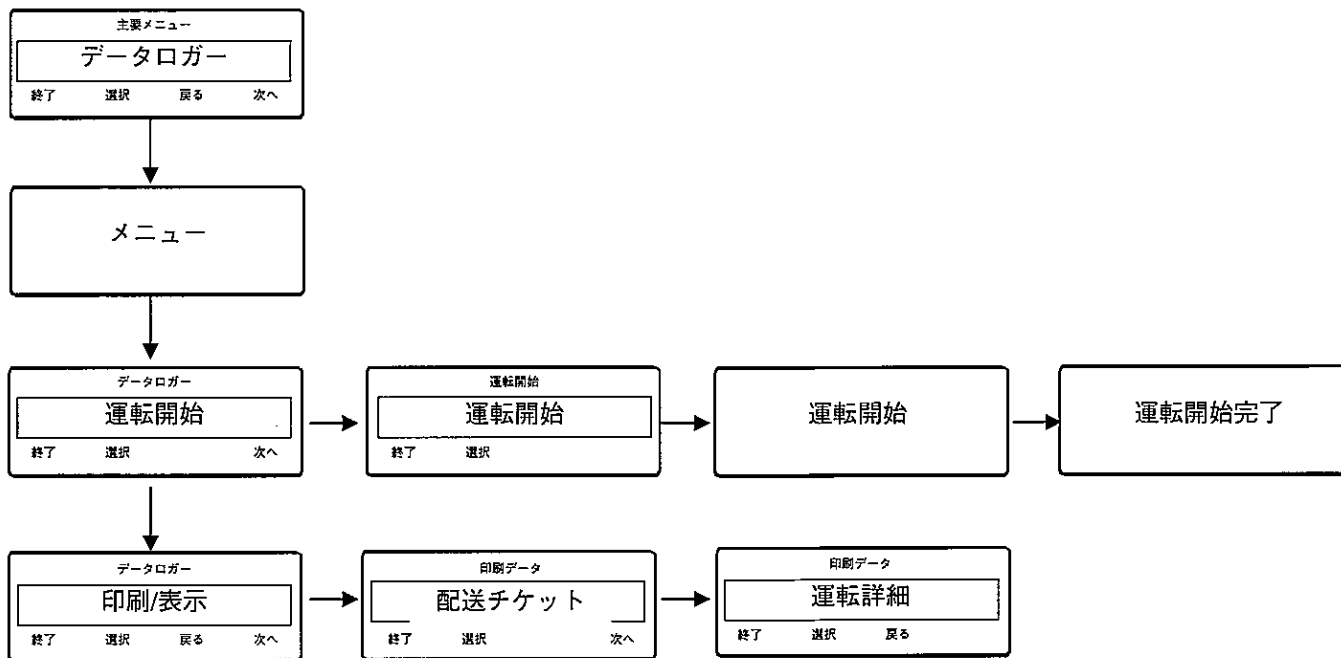 主要メニュー
データロガー
終了 選択 戻る 次へ
メニュー
データロガー
運転開始
終了 選択 次へ
運転開始
運転開始
終了 選択
運転開始
運転開始完了
データロガー
印刷/表示
終了 選択 戻る 次へ
印刷データ
配送チケット
終了 選択 次へ
印刷データ
運転詳細
終了 選択 戻る